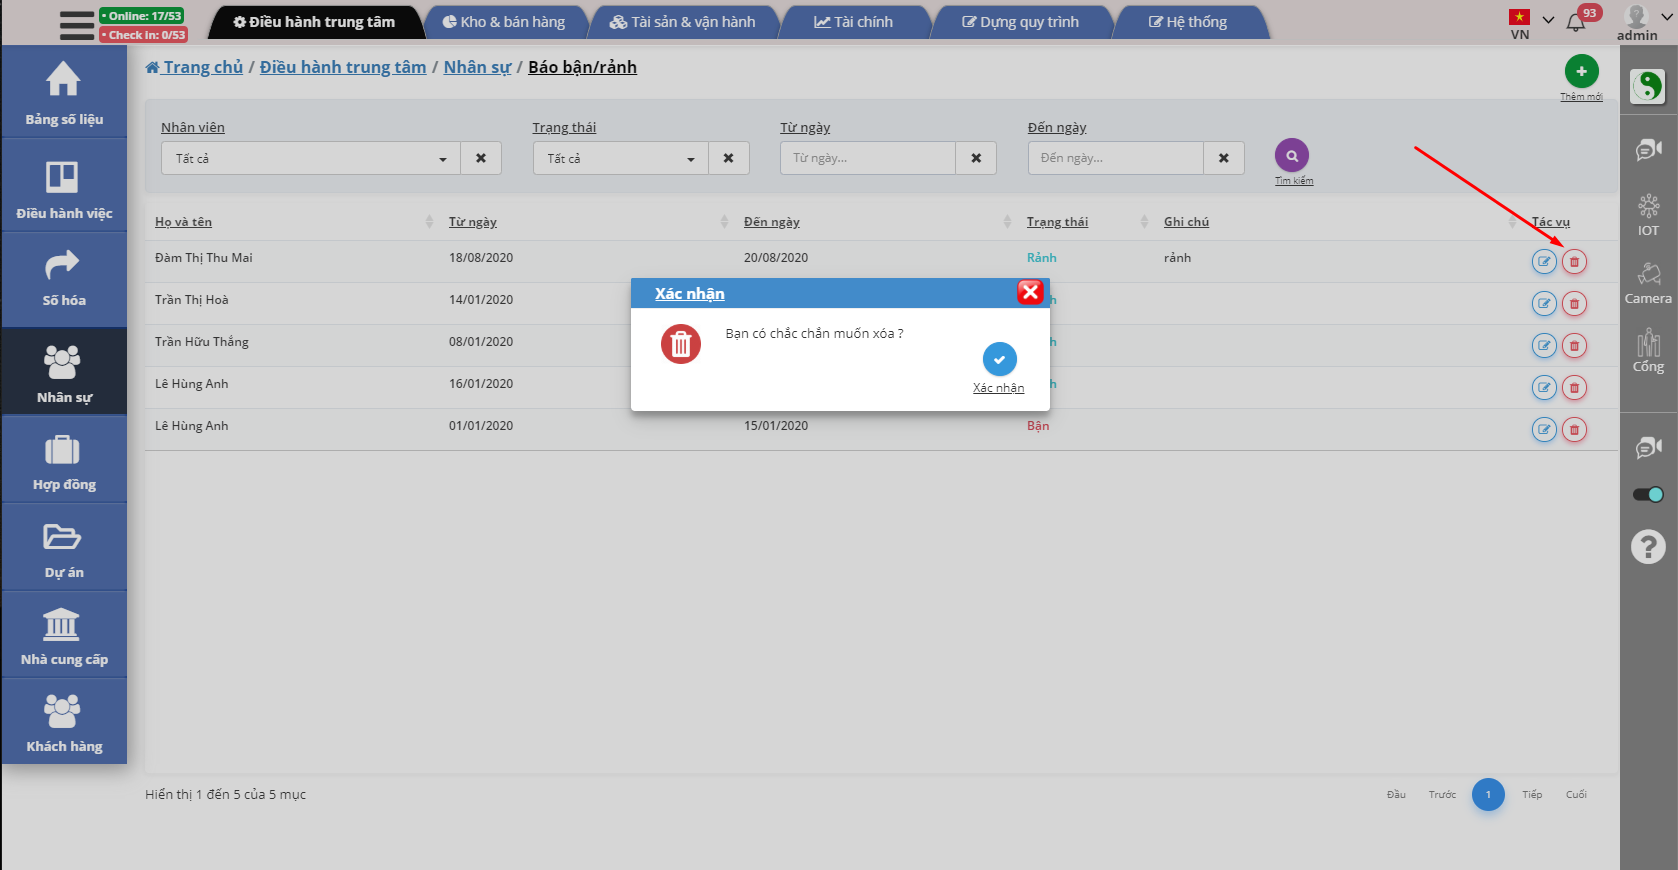 • Online: 17/53
• Check in: 0/53
Điều hành trung tâm
Kho & bán hàng
Tài sản & vận hành
Tài chính
Dựng quy trình
Hệ thống
VN
93
admin
Trang chủ / Điều hành trung tâm / Nhân sự / Báo bận/rảnh
Thêm mới
Bảng số liệu
Điều hành việc
Số hóa
Nhân sự
Hợp đồng
Dự án
Nhà cung cấp
Khách hàng
Nhân viên
Trạng thái
Từ ngày
Đến ngày
Tất cả
Tất cả
Từ ngày...
Đến ngày...
Tìm kiếm
Họ và tên Từ ngày Đến ngày Trạng thái Ghi chú Tác vụ
Đàm Thị Thu Mai 18/08/2020 20/08/2020 Rảnh rảnh
Trần Thị Hoà 14/01/2020 h
Trần Hữu Thắng 08/01/2020 h
Lê Hùng Anh 16/01/2020 h
Lê Hùng Anh 01/01/2020 15/01/2020 Bận
Xác nhận
Bạn có chắc chắn muốn xóa ?
Xác nhận
IOT
Camera
Cổng
?
Hiển thị 1 đến 5 của 5 mục
Đầu Trước 1 Tiếp Cuối